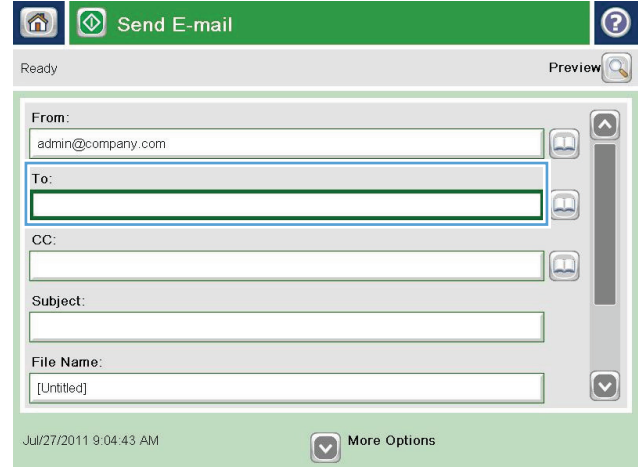 Send E-mail
Ready
Preview
From:
admin@company.com
To:
CC:
Subject:
File Name:
[Untitled]
Jul/27/2011 9:04:43 AM
More Options